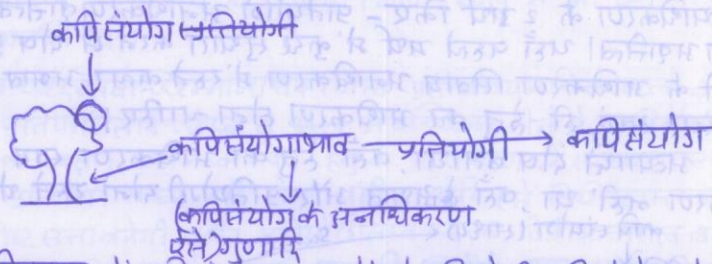 कपिसंयोग प्रतियोगी
कपिसंयोगाभाव प्रतियोगी कपिसंयोग
(कपिसंयोग के अनधिकरण
ऐसे) गुणादि